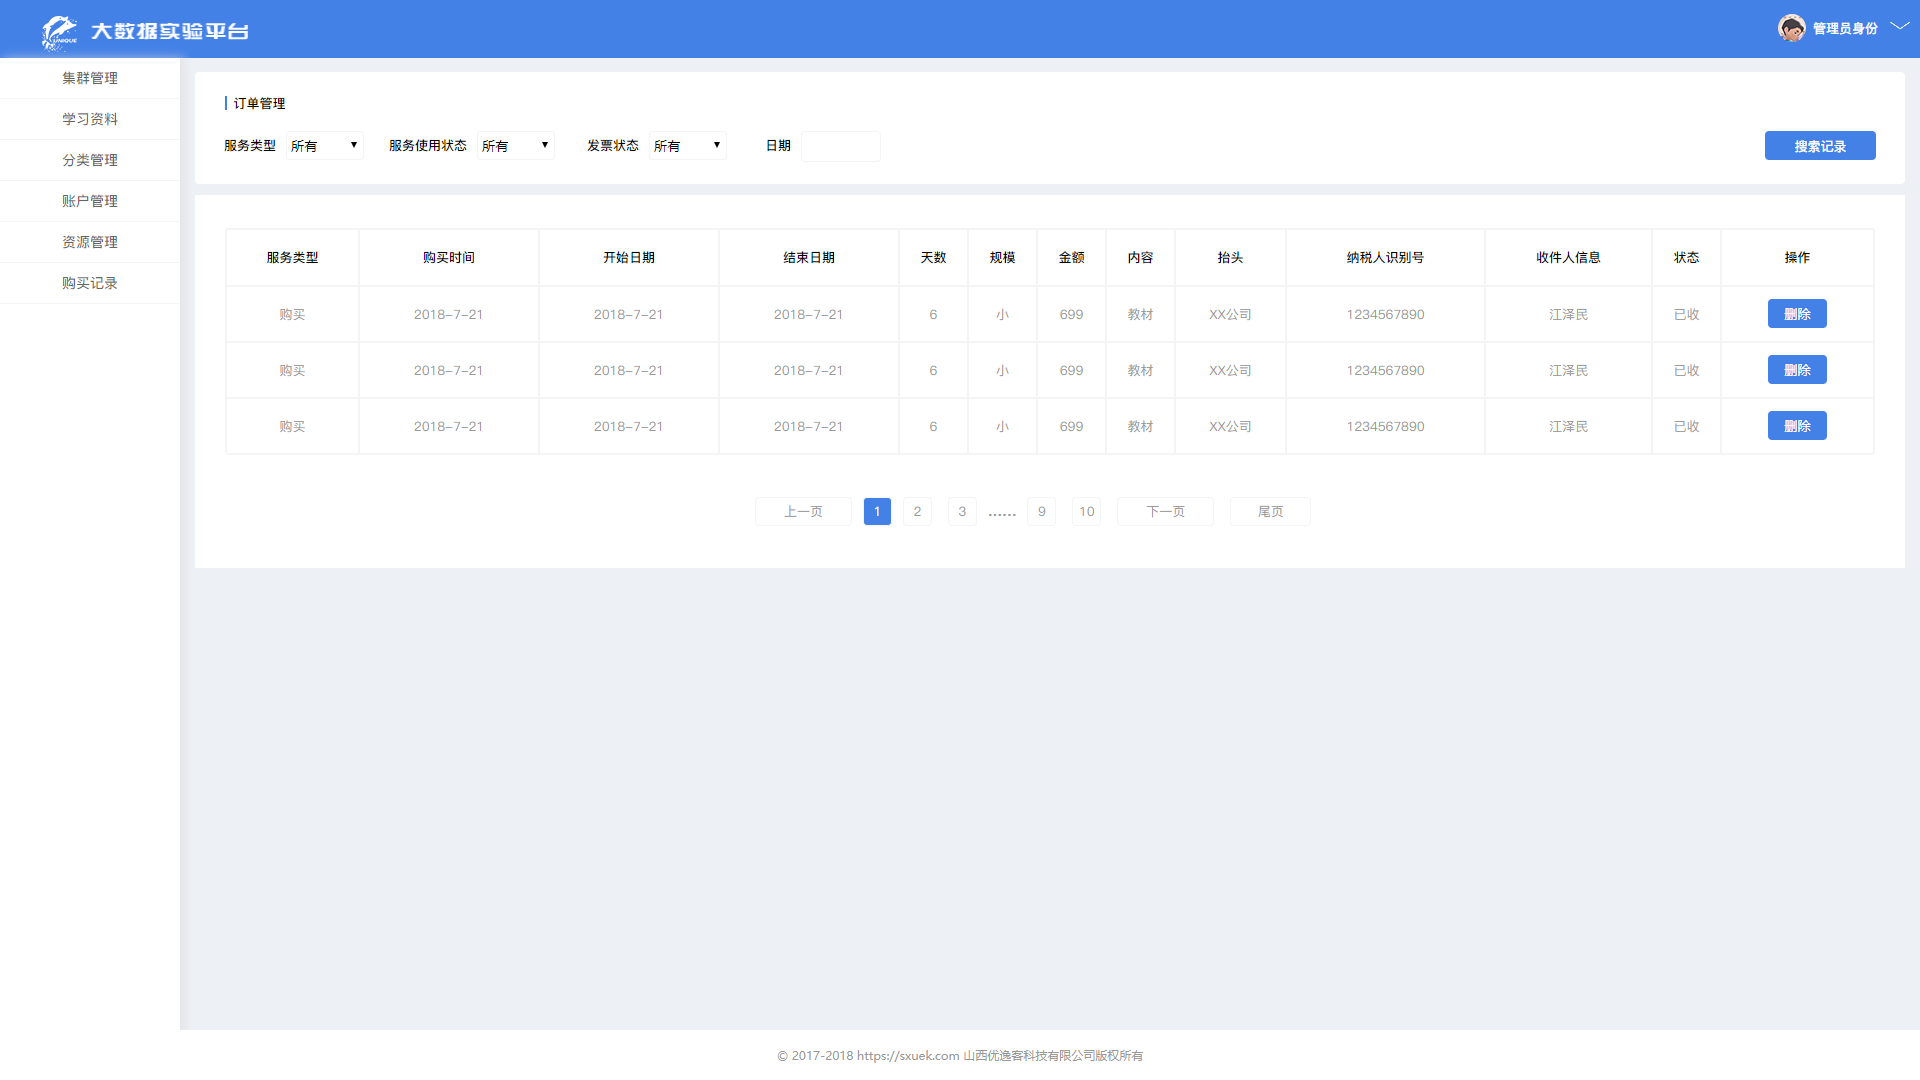 UNIQUE
大数据实验平台
管理员身份
集群管理
学习资料
分类管理
账户管理
资源管理
购买记录
订单管理
服务类型 所有 服务使用状态 所有 发票状态 所有 日期 搜索记录
服务类型 购买时间 开始日期 结束日期 天数 规模 金额 内容 抬头 纳税人识别号 收件人信息 状态 操作
购买 2018-7-21 2018-7-21 2018-7-21 6 小 699 教材 XX公司 1234567890 江泽民 已收 删除
购买 2018-7-21 2018-7-21 2018-7-21 6 小 699 教材 XX公司 1234567890 江泽民 已收 删除
购买 2018-7-21 2018-7-21 2018-7-21 6 小 699 教材 XX公司 1234567890 江泽民 已收 删除
上一页 1 2 3 ...... 9 10 下一页 尾页
© 2017-2018 https://sxuek.com 山西优逸客科技有限公司版权所有